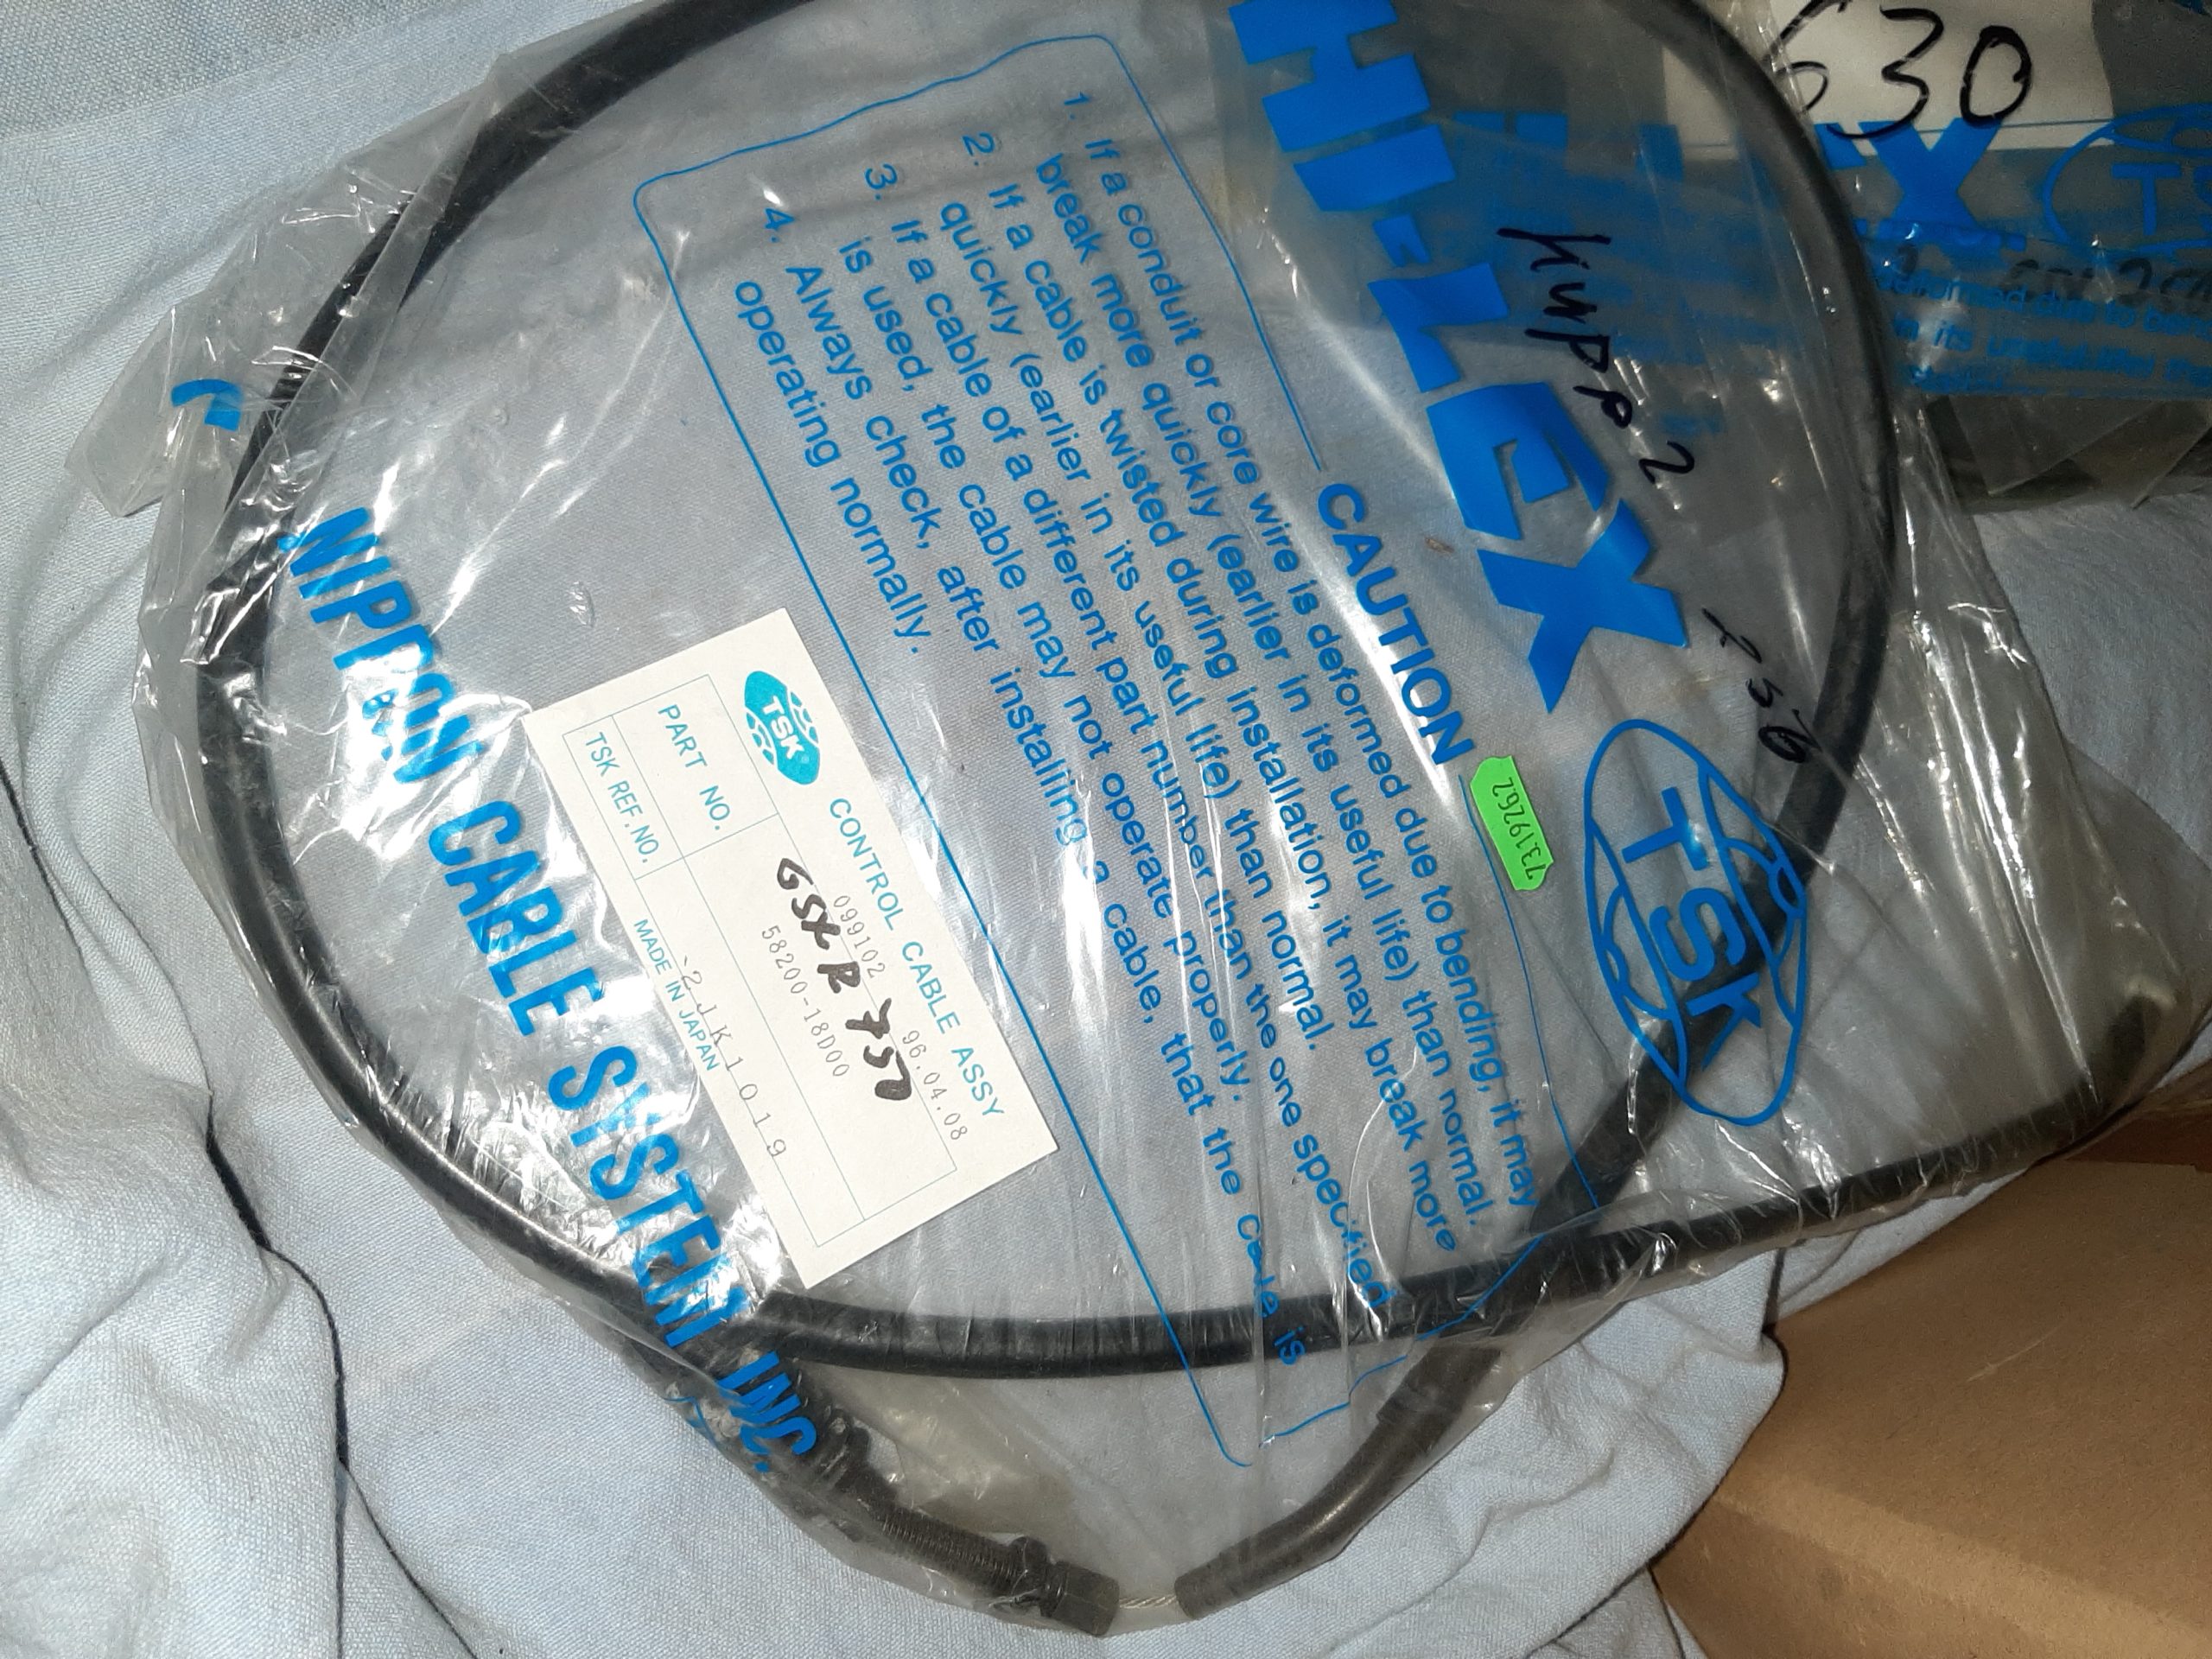 HI-LEX
TSK
CAUTION
1. If a conduit or core wire is deformed due to bending, it may
break more quickly (earlier in its useful life) than normal.
2. If a cable is twisted during installation, it may break more
quickly (earlier in its useful life) than normal.
3. If a cable of a different part number than the one specified
is used, the cable may not operate properly.
4. Always check, after installing a cable, that the cable is
operating normally.
7319262
TSK CONTROL CABLE ASSY
099102 96.04.08
PART NO.
GSXR 750
58200-18D00
TSK REF.NO.
2JK1019
MADE IN JAPAN
NIPPON CABLE SYSTEM INC.
630